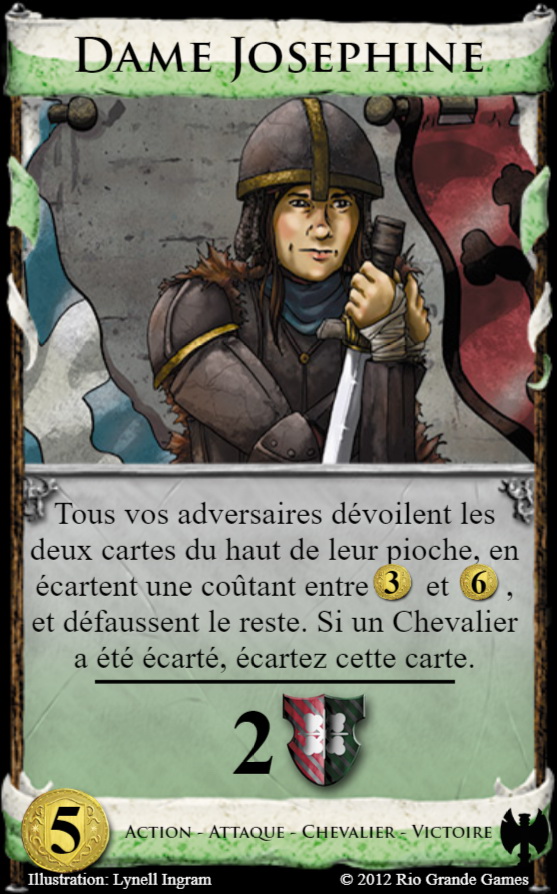 Dame Josephine
Tous vos adversaires dévoilent les
deux cartes du haut de leur pioche, en
écartent une coûtant entre 3 et 6 ,
et défaussent le reste. Si un Chevalier
a été écarté, écartez cette carte.
2
5
Action - Attaque - Chevalier - Victoire
Illustration: Lynell Ingram
© 2012 Rio Grande Games